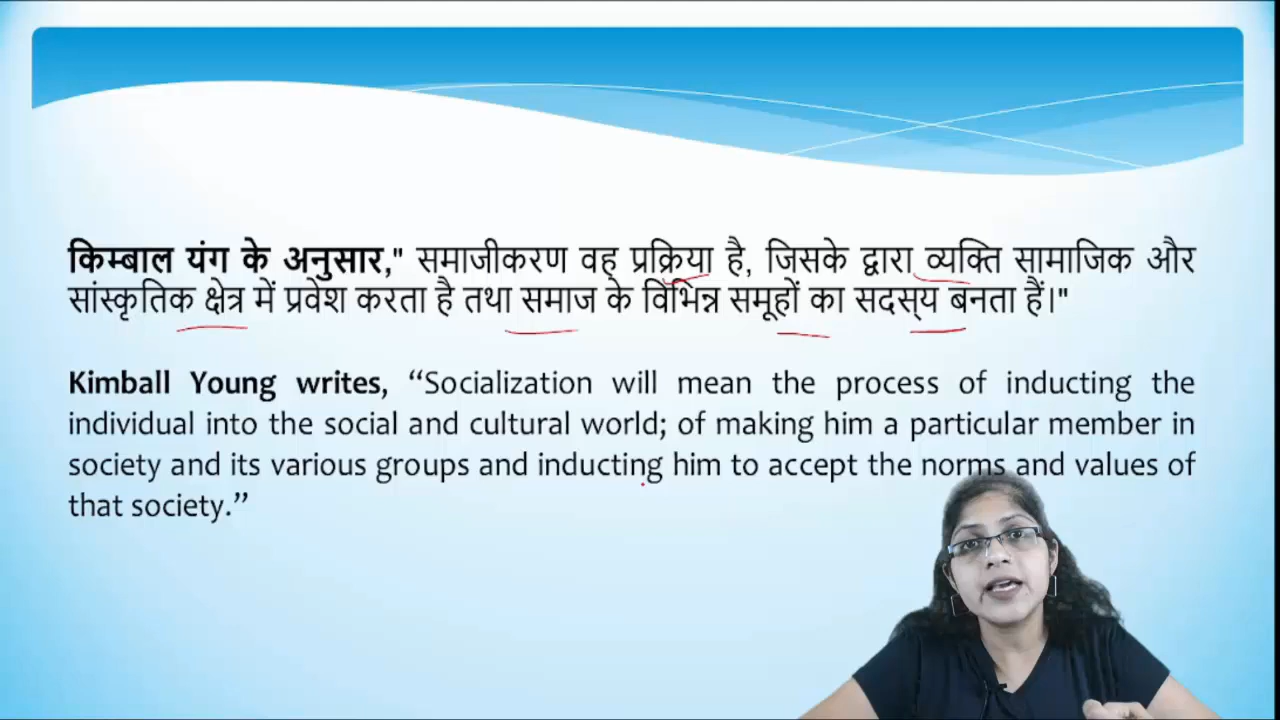 किम्बाल यंग के अनुसार," समाजीकरण वह प्रक्रिया है, जिसके द्वारा व्यक्ति सामाजिक और
सांस्कृतिक क्षेत्र में प्रवेश करता है तथा समाज के विभिन्न समूहों का सदस्य बनता हैं।"
Kimball Young writes, “Socialization will mean the process of inducting the
individual into the social and cultural world; of making him a particular member in
society and its various groups and inducting him to accept the norms and values of
that society.”